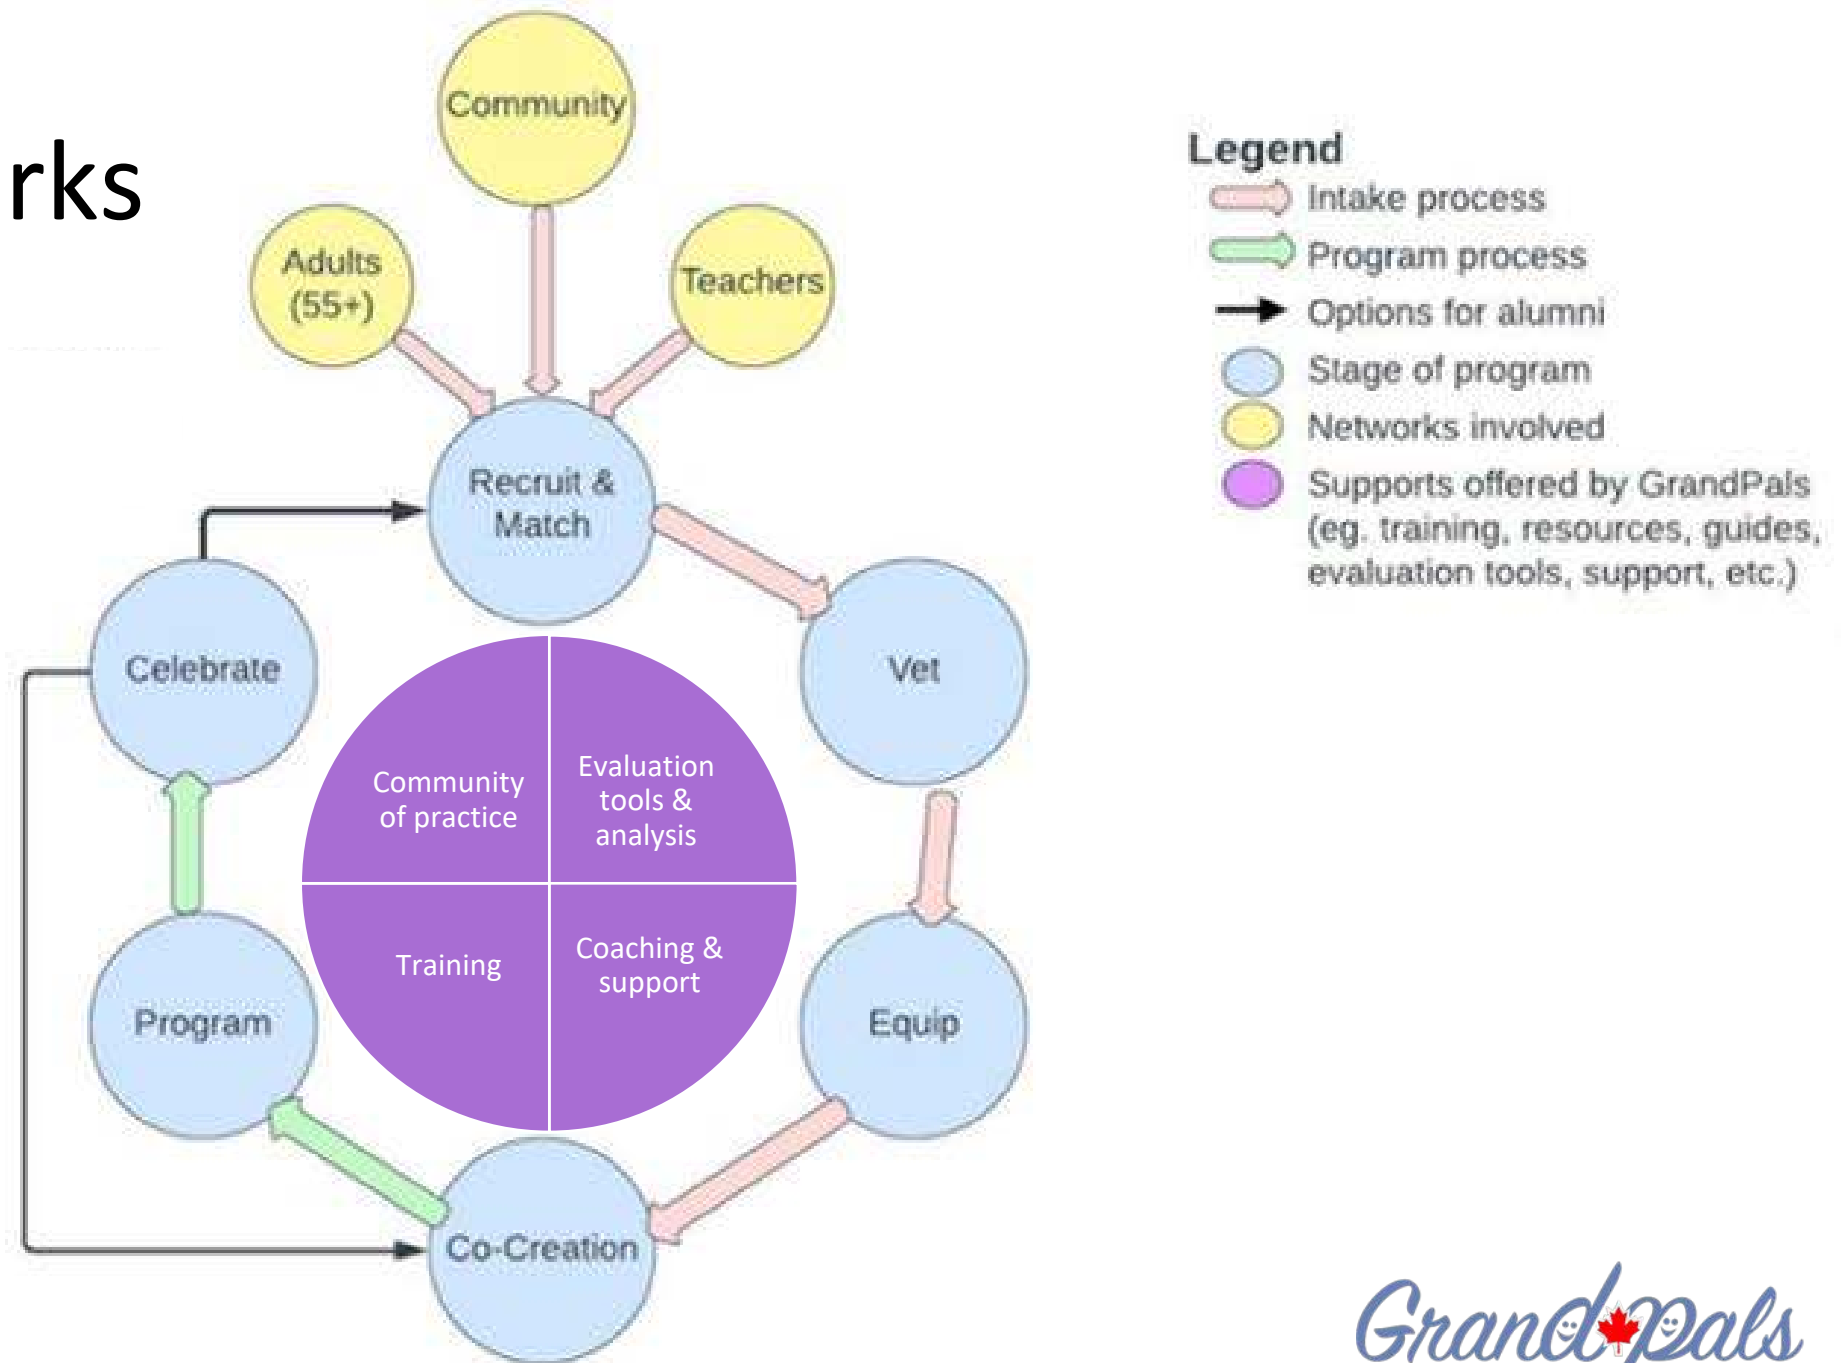 rks
Community
Adults
(55+)
Teachers
Recruit &
Match
Celebrate
Vet
Community
of practice
Evaluation
tools &
analysis
Training
Coaching &
support
Program
Equip
Co-Creation
Legend
Intake process
Program process
Options for alumni
Stage of program
Networks involved
Supports offered by GrandPals
(eg. training, resources, guides,
evaluation tools, support, etc.)
GrandPals